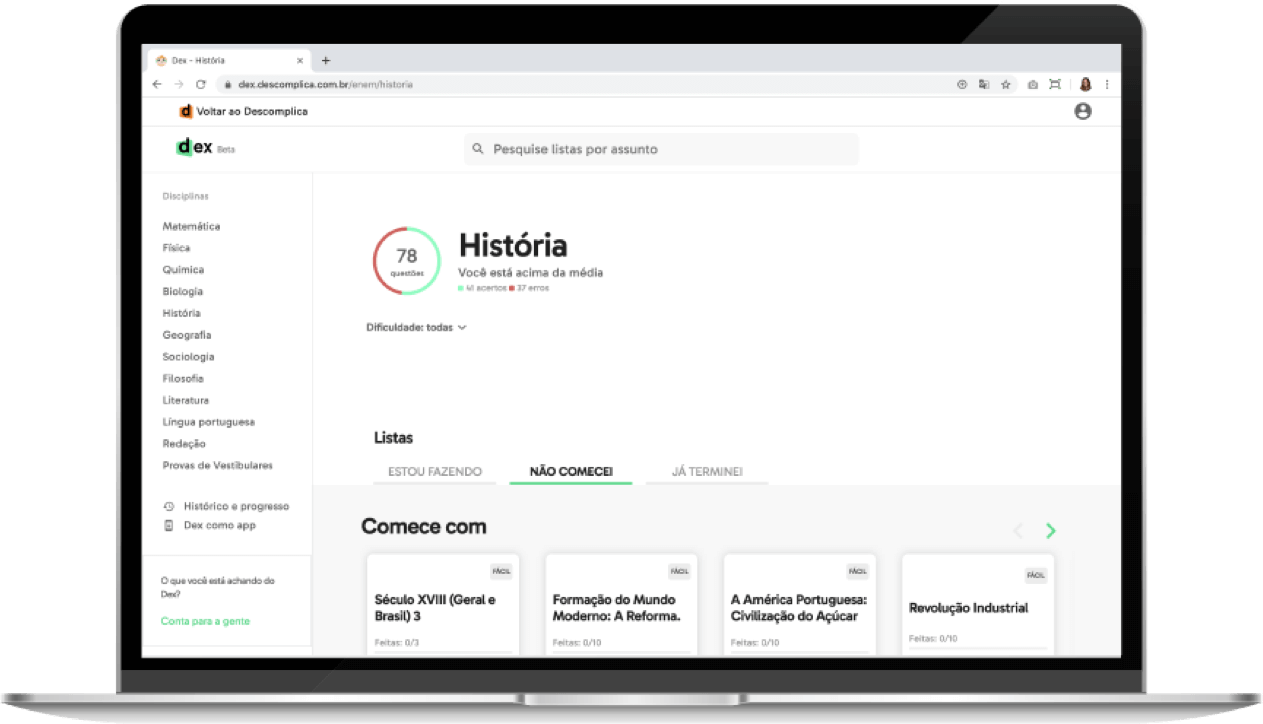 Dex - História
dex.descomplica.com.br/enem/historia
d Voltar ao Descomplica
dex Beta
Pesquise listas por assunto
Disciplinas
Matemática
Física
Química
Biologia
História
Geografia
Sociologia
Filosofia
Literatura
Língua portuguesa
Redação
Provas de Vestibulares
Histórico e progresso
Dex como app
O que você está achando do
Dex?
Conta para a gente
78
questões
História
Você está acima da média
41 acertos 37 erros
Dificuldade: todas
Listas
ESTOU FAZENDO NÃO COMECEI JÁ TERMINEI
Comece com
FÁCIL
Século XVIII (Geral e
Brasil) 3
Feitas: 0/3
FÁCIL
Formação do Mundo
Moderno: A Reforma.
Feitas: 0/10
FÁCIL
A América Portuguesa:
Civilização do Açúcar
Feitas: 0/10
FÁCIL
Revolução Industrial
Feitas: 0/10